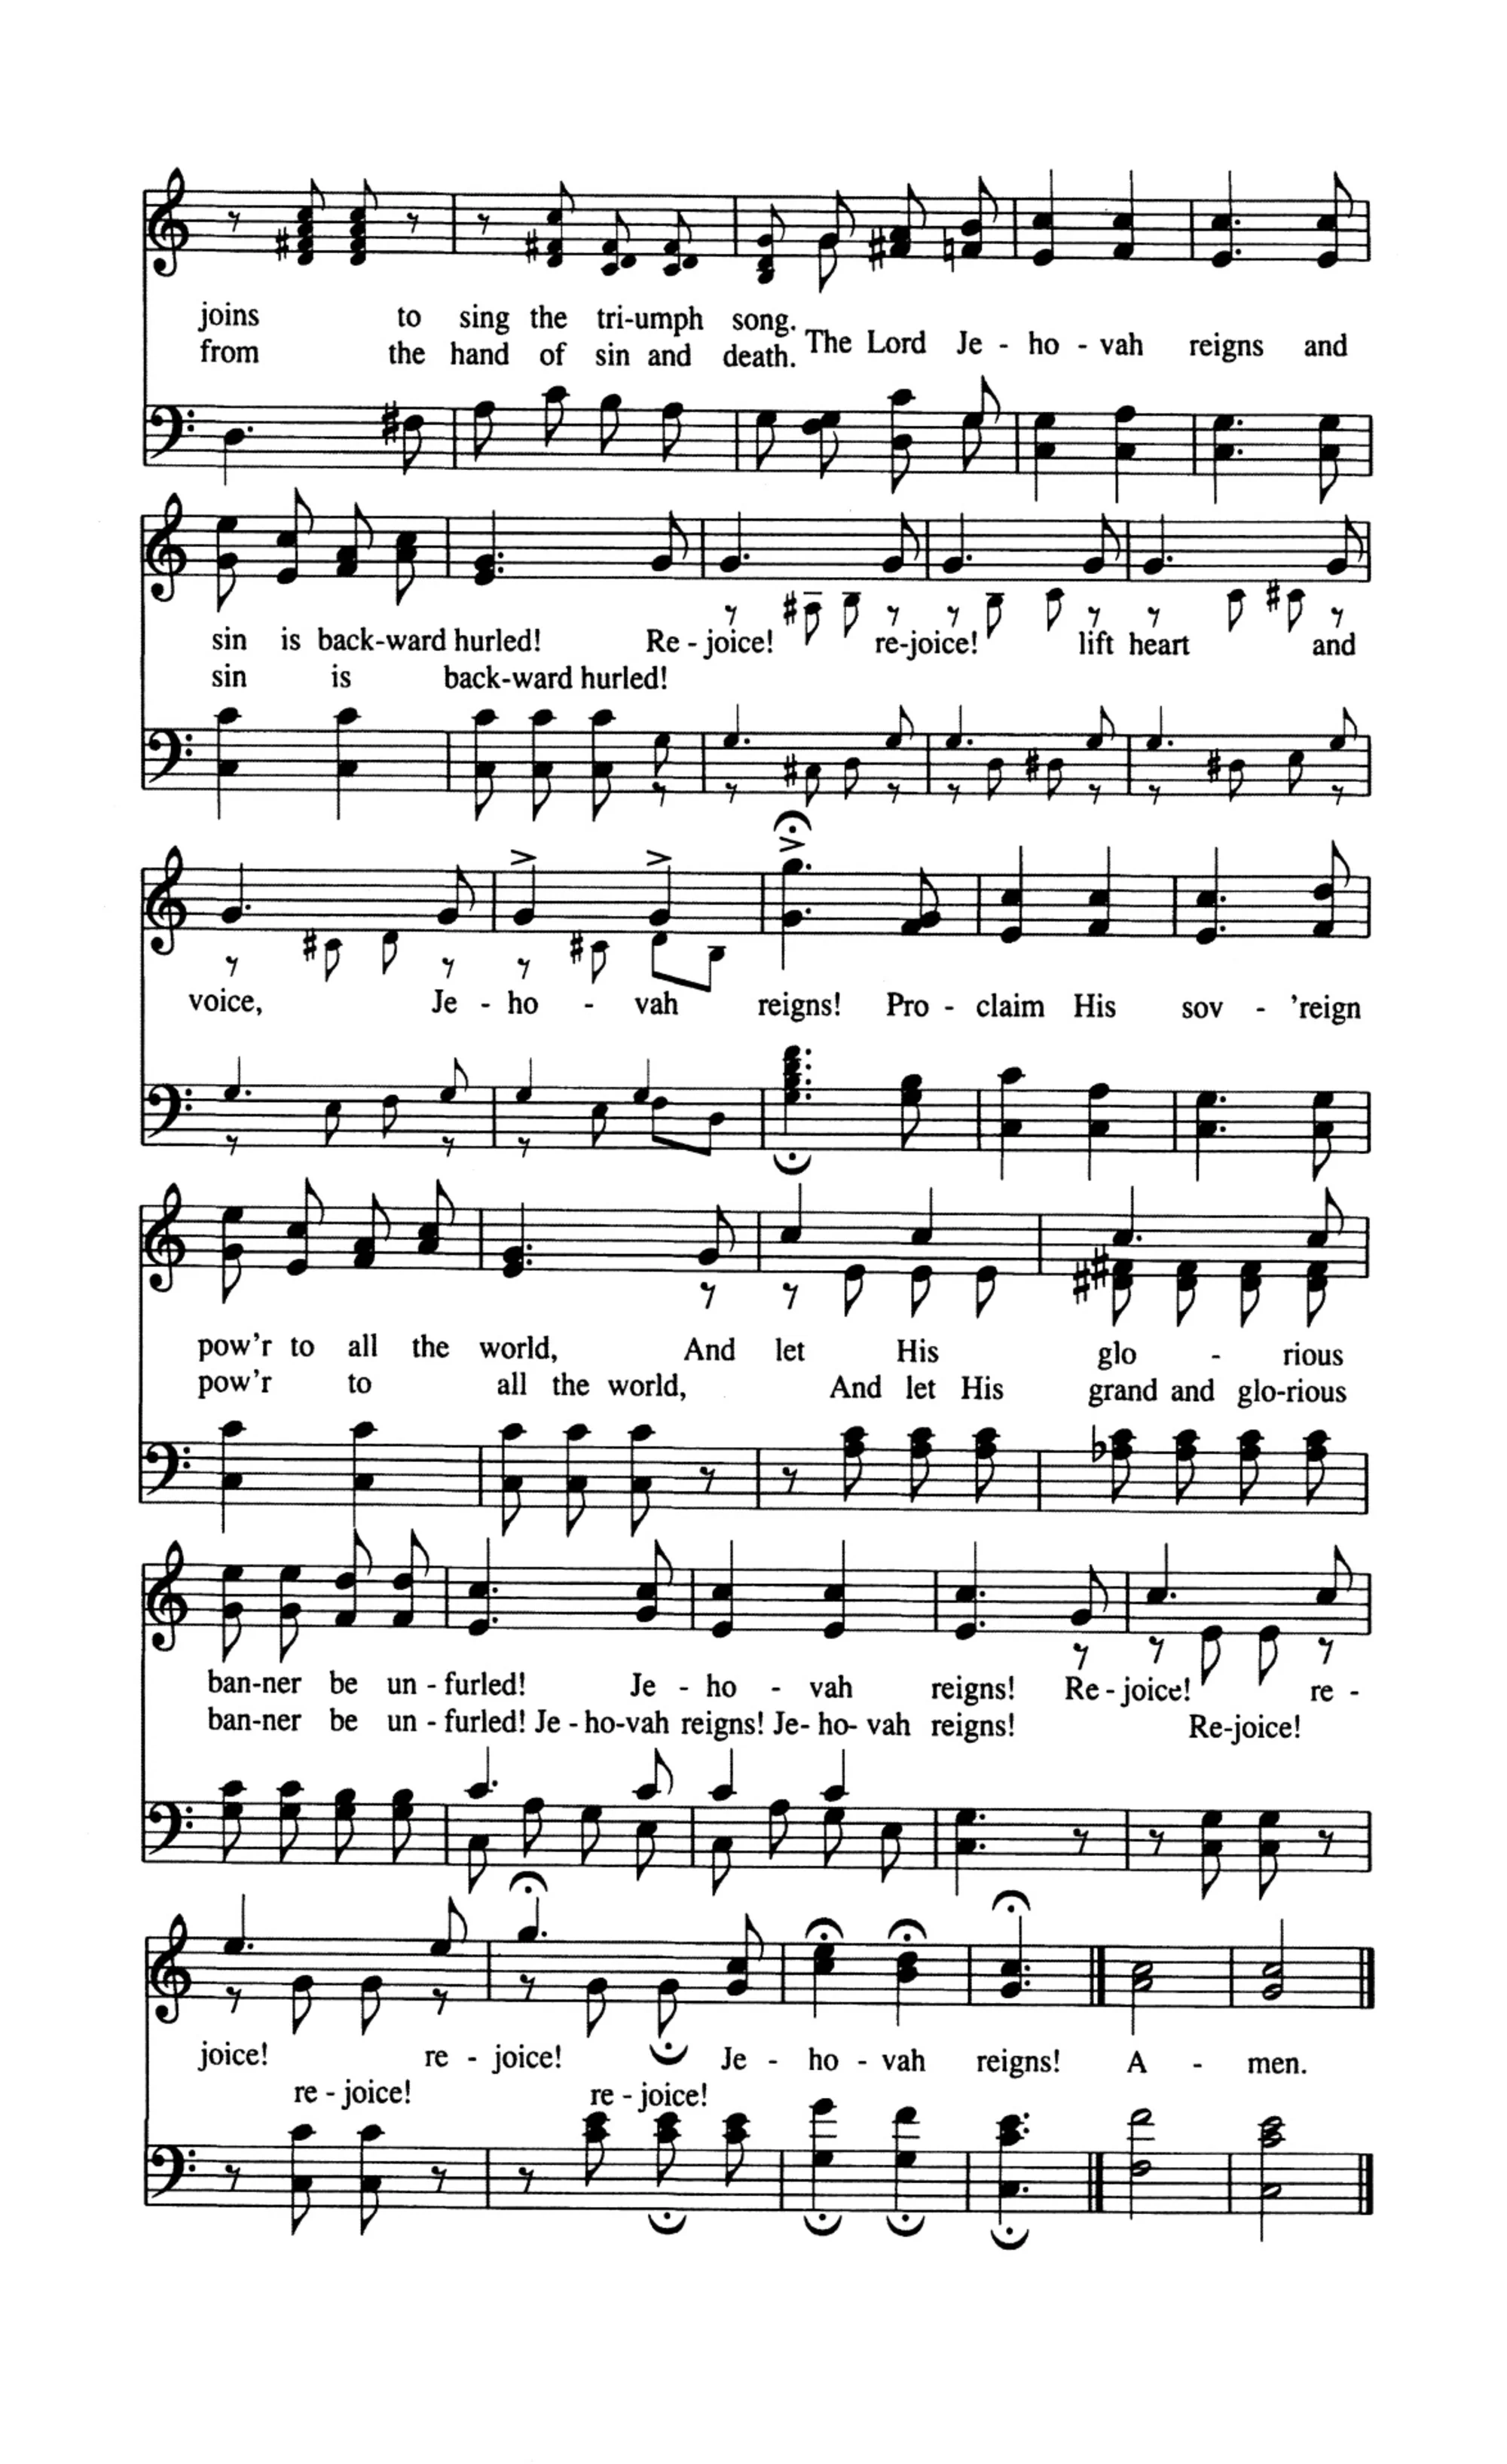 joins to sing the tri-umph song.
from the hand of sin and death. The Lord Je - ho - vah reigns and
sin is back-ward hurled! Re - joice! re-joice! lift heart and
sin is back-ward hurled!
voice, Je - ho - vah reigns! Pro - claim His sov - 'reign
pow'r to all the world, And let His glo - rious
pow'r to all the world, And let His grand and glo-rious
ban-ner be un - furled! Je - ho - vah reigns! Re - joice! re -
ban-ner be un - furled! Je - ho-vah reigns! Je- ho- vah reigns! Re-joice!
joice! re - joice! Je - ho - vah reigns! A - men.
re - joice! re - joice!